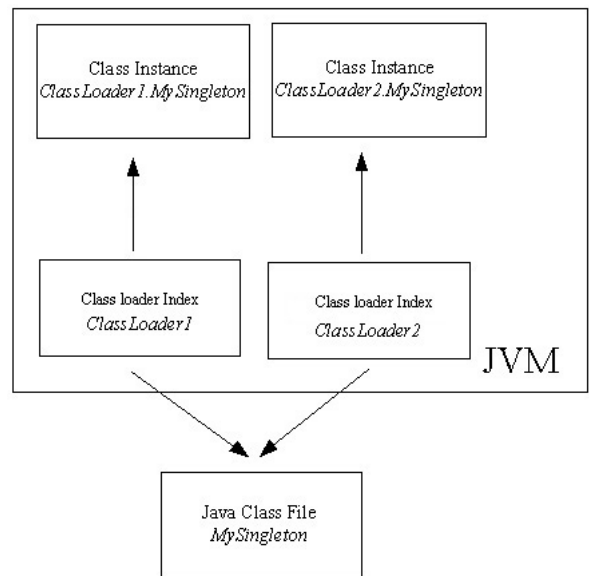 Class Instance
ClassLoader1.MySingleton
Class Instance
ClassLoader2.MySingleton
Class loader Index
ClassLoader1
Class loader Index
ClassLoader2
JVM
Java Class File
MySingleton